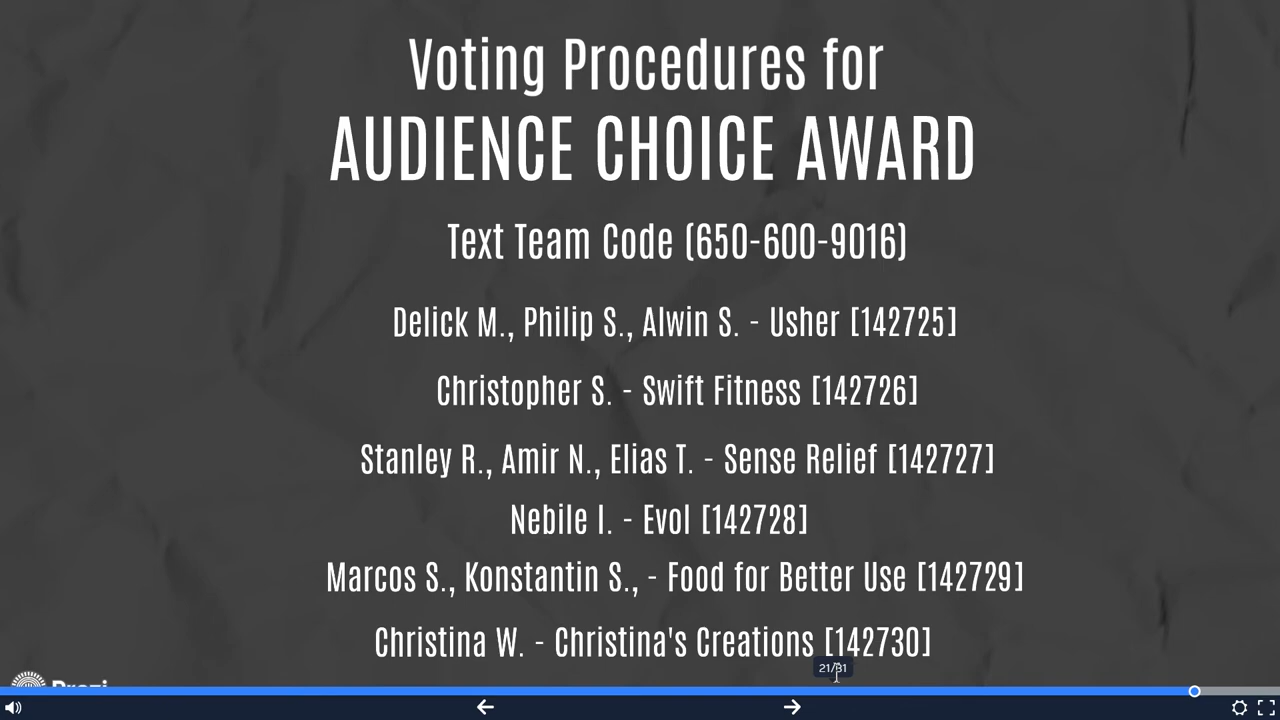 Voting Procedures for
AUDIENCE CHOICE AWARD
Text Team Code (650-600-9016)
Delick M., Philip S., Alwin S. - Usher [142725]
Christopher S. - Swift Fitness [142726]
Stanley R., Amir N., Elias T. - Sense Relief [142727]
Nebile I. - Evol [142728]
Marcos S., Konstantin S., - Food for Better Use [142729]
Christina W. - Christina's Creations [142730]
21/31
Prezi